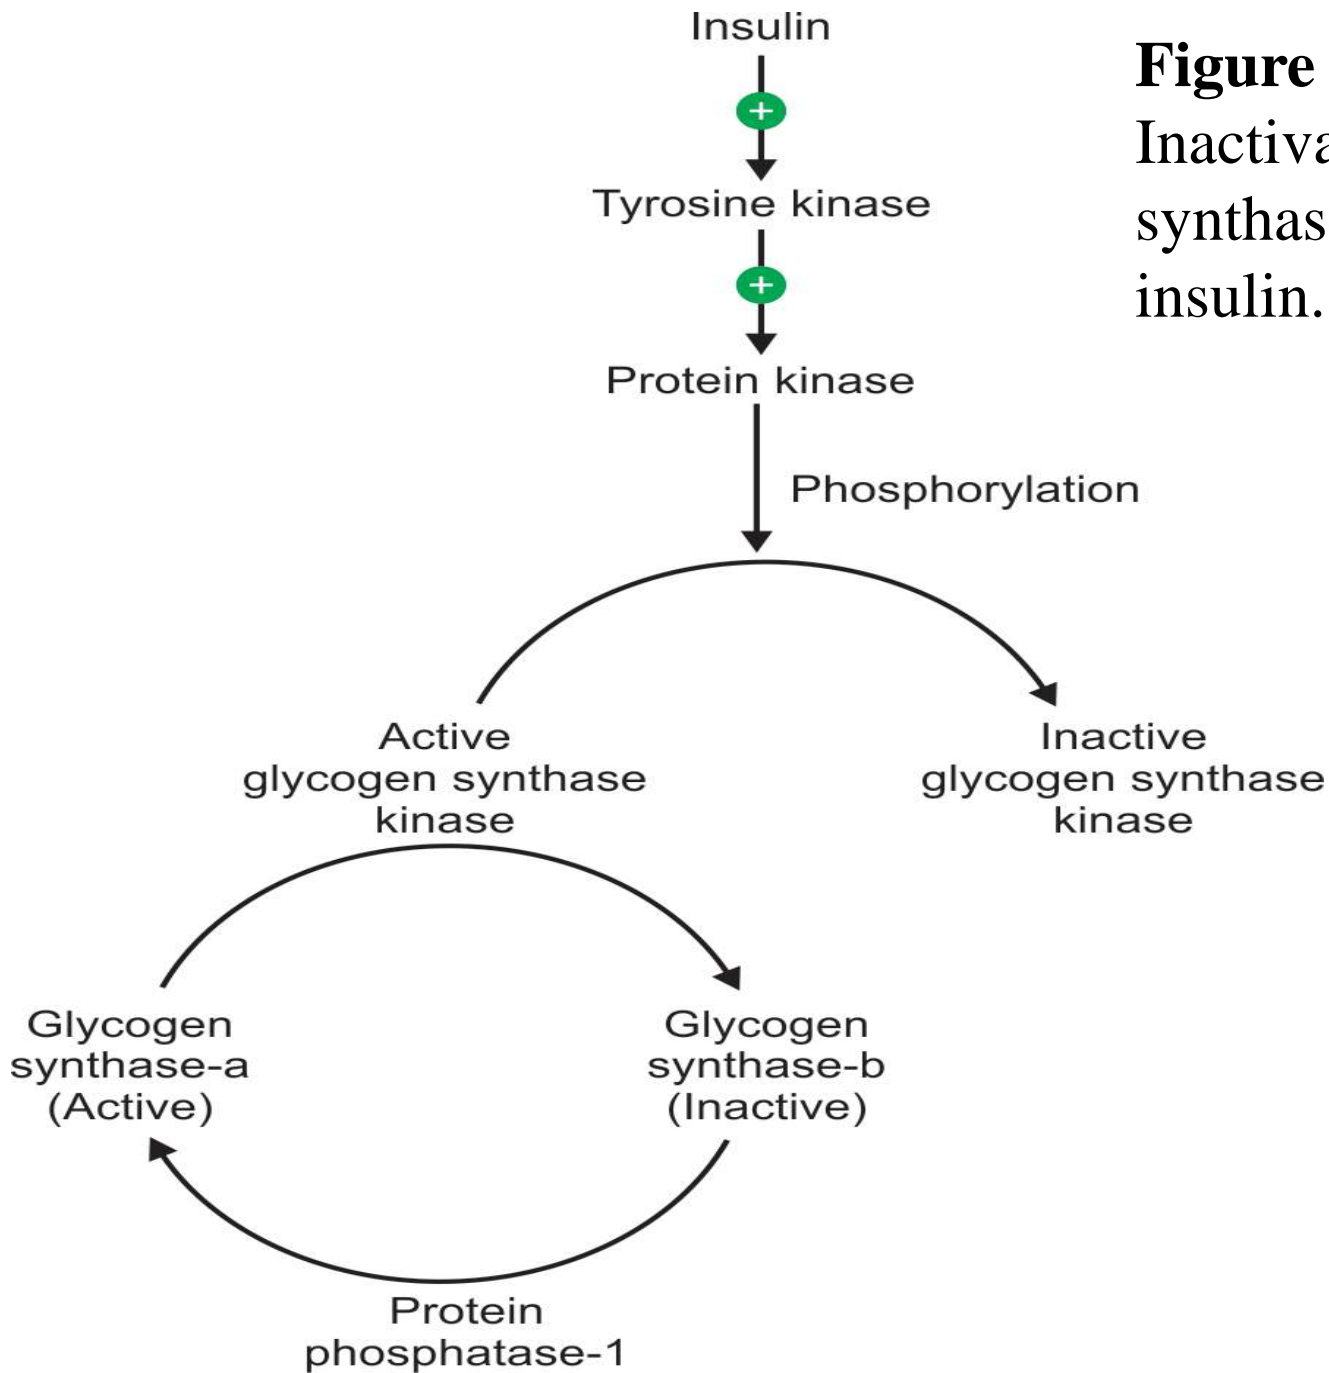 Insulin
Figure
Inactiva
synthas
insulin.
+
Tyrosine kinase
+
Protein kinase
Phosphorylation
Active
glycogen synthase
kinase
Inactive
glycogen synthase
kinase
Glycogen
synthase-a
(Active)
Glycogen
synthase-b
(Inactive)
Protein
phosphatase-1